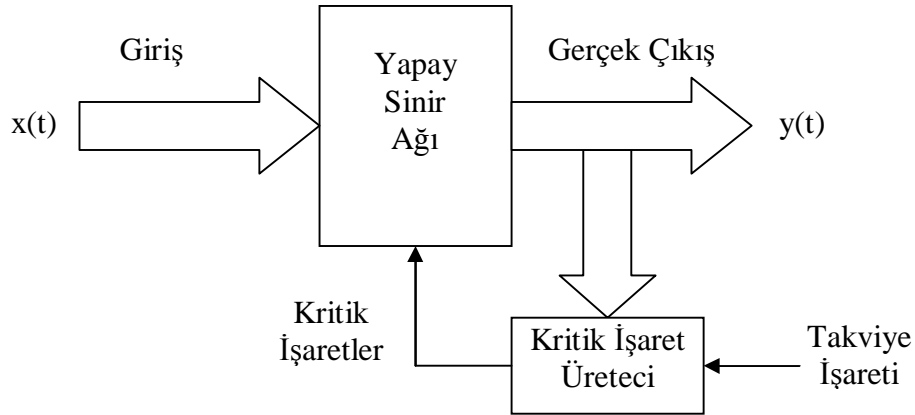 Giriş
x(t)
Yapay
Sinir
Ağı
Gerçek Çıkış
y(t)
Kritik
İşaretler
Kritik İşaret
Üreteci
Takviye
İşareti